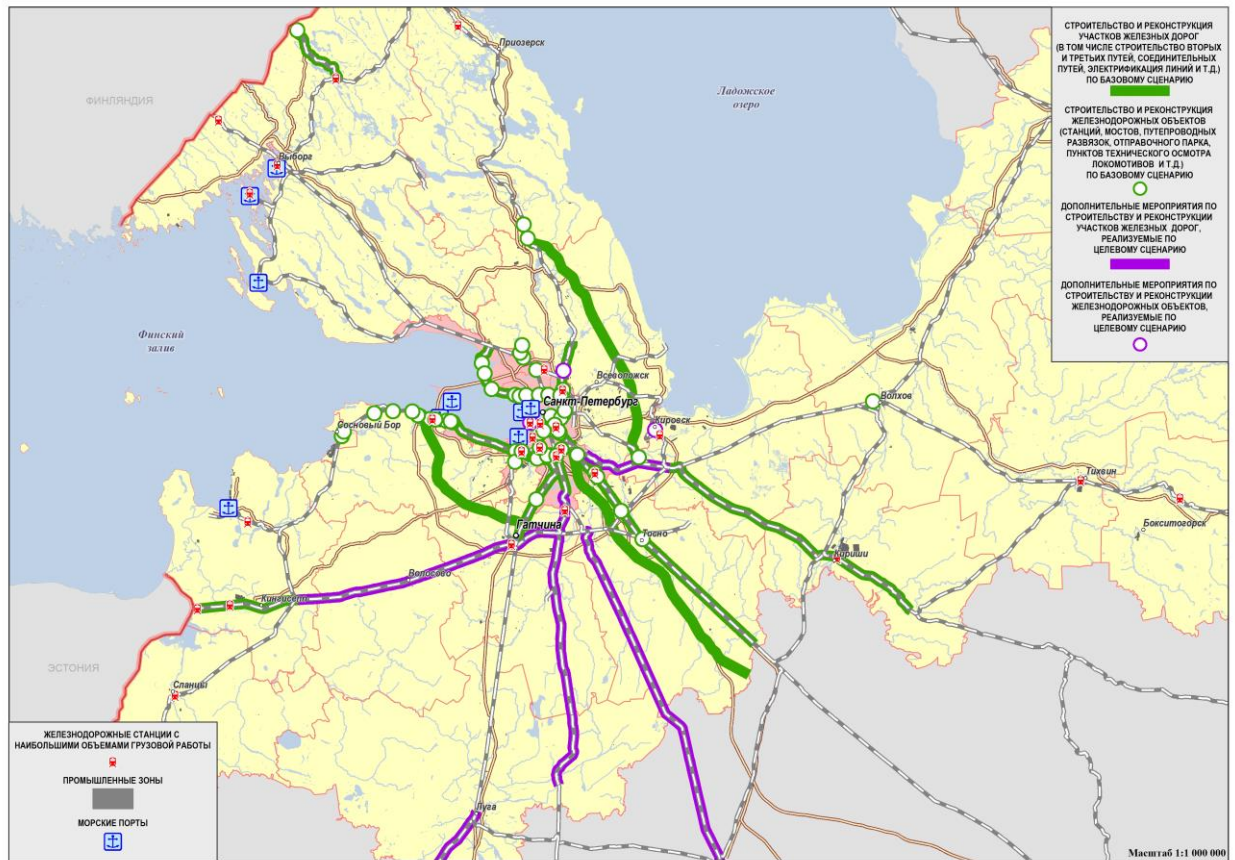 СТРОИТЕЛЬСТВО И РЕКОНСТРУКЦИЯ
УЧАСТКОВ ЖЕЛЕЗНЫХ ДОРОГ
(В ТОМ ЧИСЛЕ СТРОИТЕЛЬСТВО ВТОРЫХ
И ТРЕТЬИХ ПУТЕЙ, СОЕДИНИТЕЛЬНЫХ
ПУТЕЙ, ЭЛЕКТРИФИКАЦИЯ ЛИНИЙ И Т.Д.)
ПО БАЗОВОМУ СЦЕНАРИЮ
СТРОИТЕЛЬСТВО И РЕКОНСТРУКЦИЯ
ЖЕЛЕЗНОДОРОЖНЫХ ОБЪЕКТОВ
(СТАНЦИЙ, МОСТОВ, ПУТЕПРОВОДНЫХ
РАЗВЯЗОК, ОТПРАВОЧНОГО ПАРКА,
ПУНКТОВ ТЕХНИЧЕСКОГО ОСМОТРА
ЛОКОМОТИВОВ И Т.Д.)
ПО БАЗОВОМУ СЦЕНАРИЮ
ДОПОЛНИТЕЛЬНЫЕ МЕРОПРИЯТИЯ ПО
СТРОИТЕЛЬСТВУ И РЕКОНСТРУКЦИИ
УЧАСТКОВ ЖЕЛЕЗНЫХ ДОРОГ,
РЕАЛИЗУЕМЫЕ ПО
ЦЕЛЕВОМУ СЦЕНАРИЮ
ДОПОЛНИТЕЛЬНЫЕ МЕРОПРИЯТИЯ ПО
СТРОИТЕЛЬСТВУ И РЕКОНСТРУКЦИИ
ЖЕЛЕЗНОДОРОЖНЫХ ОБЪЕКТОВ,
РЕАЛИЗУЕМЫЕ ПО
ЦЕЛЕВОМУ СЦЕНАРИЮ
Приозерск
Ладожское
озеро
ФИНЛЯНДИЯ
Выборг
Финский
залив
Всеволожск
Санкт-Петербург
Сосновый Бор
Кировск
Волхов
Тихвин
Бокситогорск
Гатчина
Тосно
Кириши
Волосово
Кингисепп
ЭСТОНИЯ
Сланцы
Луга
ЖЕЛЕЗНОДОРОЖНЫЕ СТАНЦИИ С
НАИБОЛЬШИМИ ОБЪЕМАМИ ГРУЗОВОЙ РАБОТЫ
ПРОМЫШЛЕННЫЕ ЗОНЫ
МОРСКИЕ ПОРТЫ
Масштаб 1:1 000 000